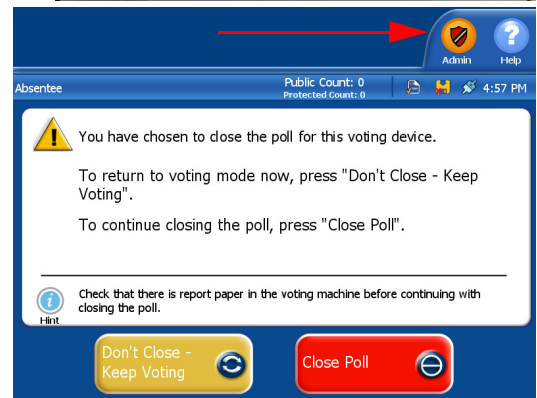 Admin
Help
Absentee
Public Count: 0
Protected Count: 0
4:57 PM
You have chosen to close the poll for this voting device.
To return to voting mode now, press "Don't Close - Keep
Voting".
To continue closing the poll, press "Close Poll".
Check that there is report paper in the voting machine before continuing with
closing the poll.
Hint
Don't Close -
Keep Voting
Close Poll